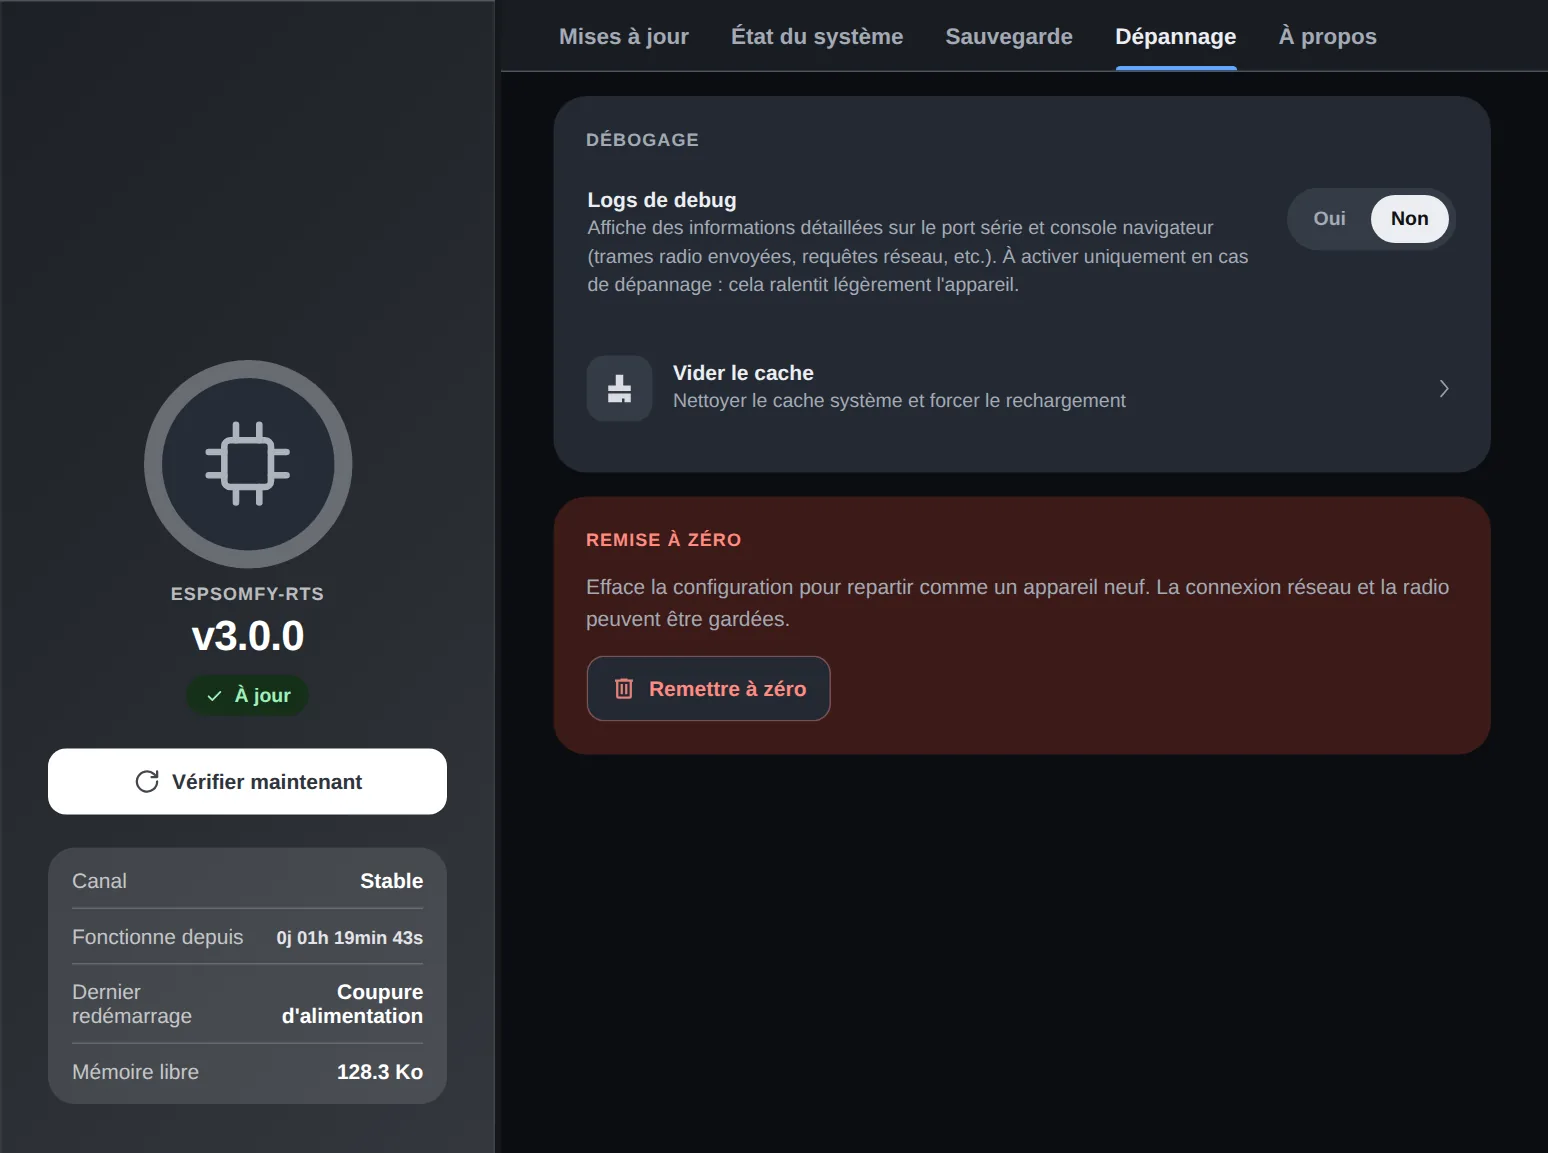 Mises à jour
État du système
Sauvegarde
Dépannage
À propos
ESPSOMFY-RTS
v3.0.0
À jour
Vérifier maintenant
Canal
Stable
Fonctionne depuis
0j 01h 19min 43s
Dernier
redémarrage
Coupure
d'alimentation
Mémoire libre
128.3 Ko
DÉBOGAGE
Logs de debug
Affiche des informations détaillées sur le port série et console navigateur
(trames radio envoyées, requêtes réseau, etc.). À activer uniquement en cas
de dépannage : cela ralentit légèrement l'appareil.
Oui
Non
Vider le cache
Nettoyer le cache système et forcer le rechargement
REMISE À ZÉRO
Efface la configuration pour repartir comme un appareil neuf. La connexion réseau et la radio
peuvent être gardées.
Remettre à zéro